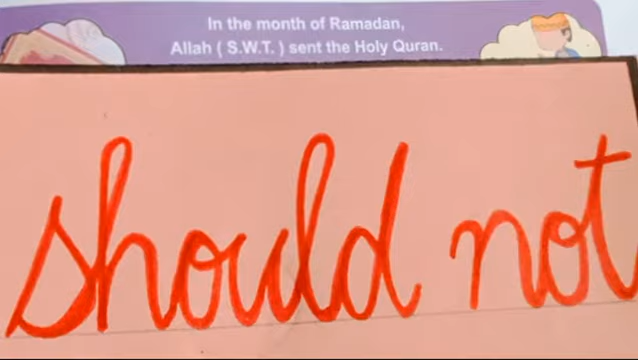 In the month of Ramadan,
Allah ( S.W.T. ) sent the Holy Quran.
should not